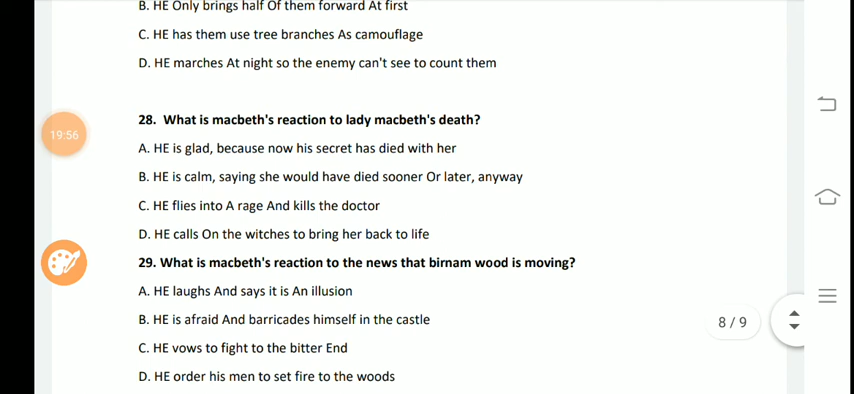 B. HE Only brings half Of them forward At first
C. HE has them use tree branches As camouflage
D. HE marches At night so the enemy can't see to count them
28. What is macbeth's reaction to lady macbeth's death?
19:56
A. HE is glad, because now his secret has died with her
B. HE is calm, saying she would have died sooner Or later, anyway
C. HE flies into A rage And kills the doctor
D. HE calls On the witches to bring her back to life
29. What is macbeth's reaction to the news that birnam wood is moving?
A. HE laughs And says it is An illusion
B. HE is afraid And barricades himself in the castle
8 / 9
C. HE vows to fight to the bitter End
D. HE order his men to set fire to the woods